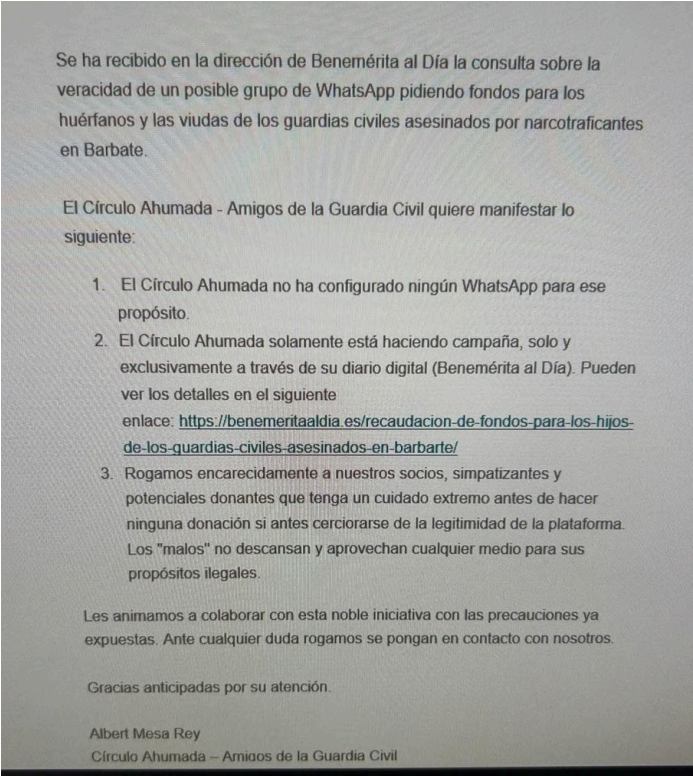 Se ha recibido en la dirección de Benemérita al Día la consulta sobre la
veracidad de un posible grupo de WhatsApp pidiendo fondos para los
huérfanos y las viudas de los guardias civiles asesinados por narcotraficantes
en Barbate.
El Círculo Ahumada - Amigos de la Guardia Civil quiere manifestar lo
siguiente:
1. El Círculo Ahumada no ha configurado ningún WhatsApp para ese
propósito.
2. El Círculo Ahumada solamente está haciendo campaña, solo y
exclusivamente a través de su diario digital (Benemérita al Día). Pueden
ver los detalles en el siguiente
enlace: https://benemeritaaldia.es/recaudacion-de-fondos-para-los-hijos-
de-los-guardias-civiles-asesinados-en-barbarte/
3. Rogamos encarecidamente a nuestros socios, simpatizantes y
potenciales donantes que tenga un cuidado extremo antes de hacer
ninguna donación si antes cerciorarse de la legitimidad de la plataforma.
Los "malos" no descansan y aprovechan cualquier medio para sus
propósitos ilegales.
Les animamos a colaborar con esta noble iniciativa con las precauciones ya
expuestas. Ante cualquier duda rogamos se pongan en contacto con nosotros.
Gracias anticipadas por su atención.
Albert Mesa Rey
Círculo Ahumada – Amigos de la Guardia Civil